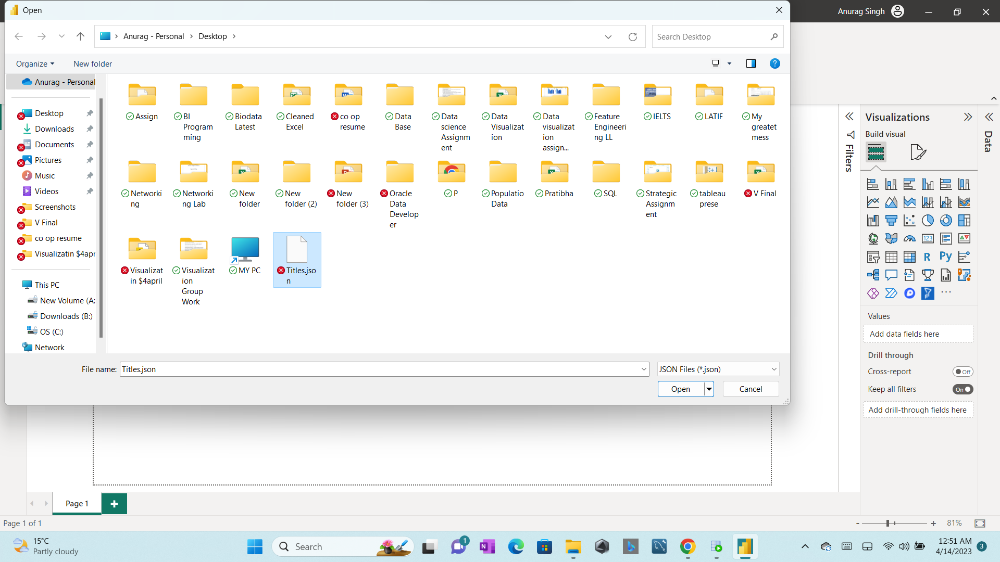 Open
Anurag Singh
Anurag - Personal
Desktop
Search Desktop
Organize
New folder
Anurag - Personal
Desktop
Downloads
Documents
Pictures
Music
Videos
Screenshots
V Final
co op resume
Visualizatin $4apr
This PC
New Volume (A:
Downloads (B:)
OS (C:)
Network
Assign
BI
Program
ming
Biodata
Latest
Cleaned
Excel
co op
resume
Data
Base
Data
science
Assignm
ent
Data
Visualizat
ion
Data
visualizat
ion
assign...
Feature
Engineeri
ng LL
IELTS
LATIF
My
greatet
mess
Networki
ng
Networki
ng Lab
New
folder
New
folder (2)
New
folder (3)
Oracle
Data
Develop
er
P
Populatio
Data
Pratibha
SQL
Strategic
Assignm
ent
tableau
prese
V Final
Visualizat
in $4april
Visualizat
ion
Group
Work
MY PC
Titles.jso
n
File name:
Titles.json
JSON Files (*.json)
Open
Cancel
Filters
Visualizations
Build visual
123
R
Py
Values
Add data fields here
Drill through
Cross-report
Off
Keep all filters
On
Add drill-through fields here
Data
Page 1
Page 1 of 1
- + 81%
15°C
Partly cloudy
Search
1
12:51 AM
4/14/2023
3